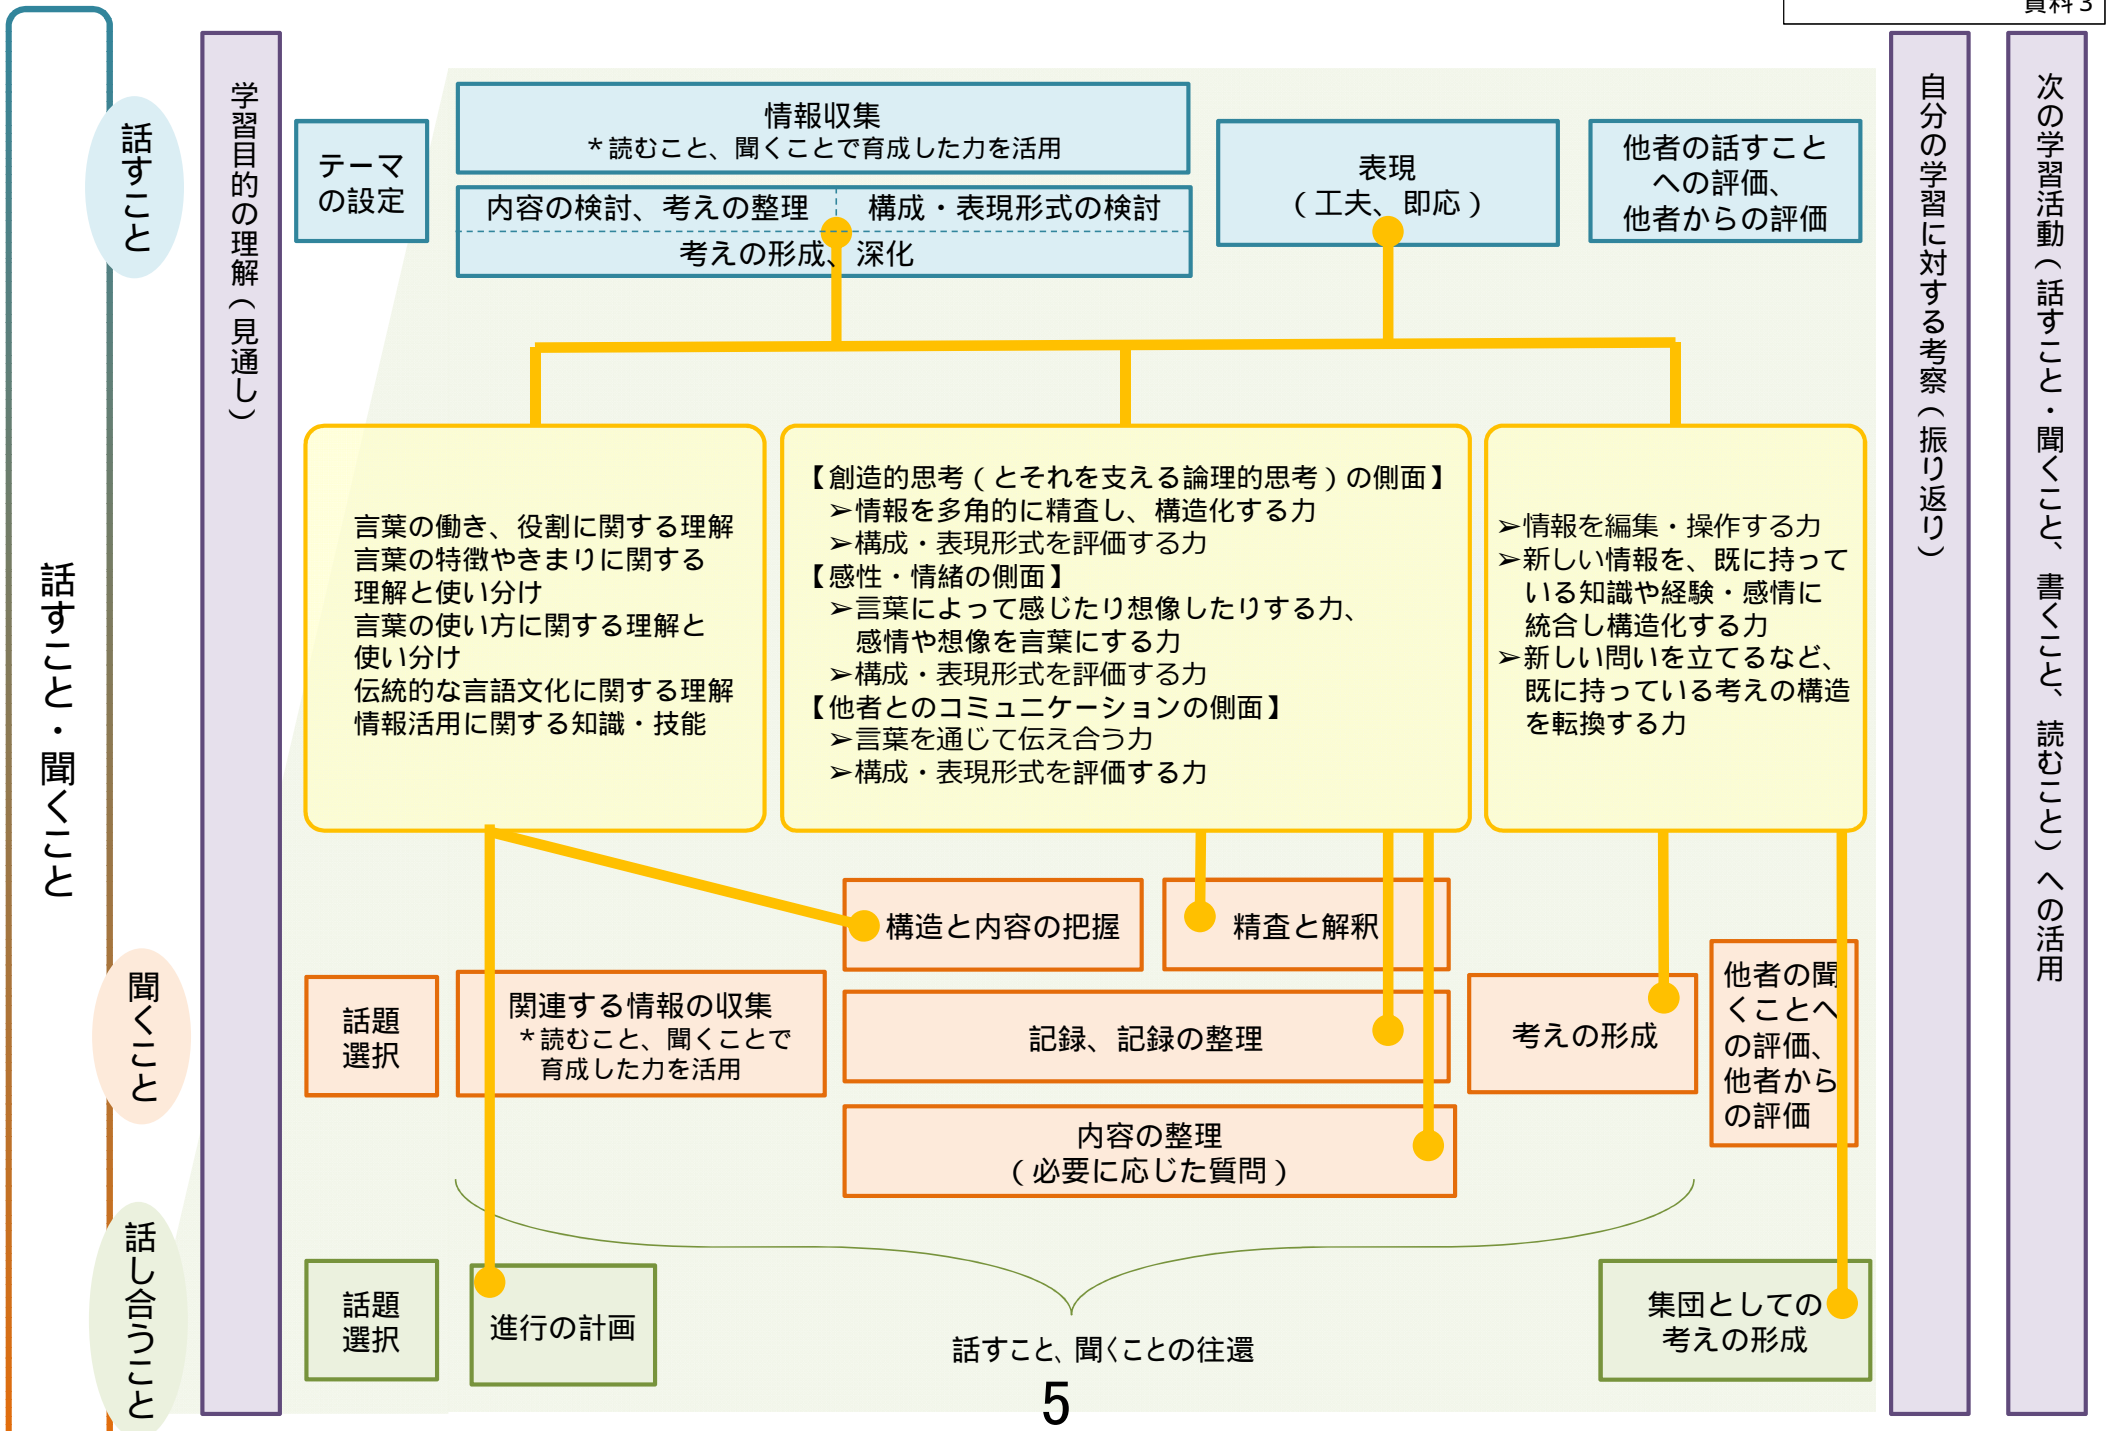 資料3
話すこと・聞くこと
話すこと
聞くこと
話し合うこと
学習目的の理解(見通し)
テーマ
の設定
情報収集
*読むこと、聞くことで育成した力を活用
内容の検討、考えの整理
構成・表現形式の検討
考えの形成、深化
表現
(工夫、即応)
他者の話すこと
への評価、
他者からの評価
言葉の働き、役割に関する理解
言葉の特徴やきまりに関する
理解と使い分け
言葉の使い方に関する理解と
使い分け
伝統的な言語文化に関する理解
情報活用に関する知識・技能
【創造的思考(とそれを支える論理的思考)の側面】
➢情報を多角的に精査し、構造化する力
➢構成・表現形式を評価する力
【感性・情緒の側面】
➢言葉によって感じたり想像したりする力、
感情や想像を言葉にする力
➢構成・表現形式を評価する力
【他者とのコミュニケーションの側面】
➢言葉を通じて伝え合う力
➢構成・表現形式を評価する力
➢情報を編集・操作する力
➢新しい情報を、既に持って
いる知識や経験・感情に
統合し構造化する力
➢新しい問いを立てるなど、
既に持っている考えの構造
を転換する力
構造と内容の把握
精査と解釈
話題
選択
関連する情報の収集
*読むこと、聞くことで
育成した力を活用
記録、記録の整理
考えの形成
他者の聞
くことへ
の評価、
他者から
の評価
内容の整理
(必要に応じた質問)
話題
選択
進行の計画
話すこと、聞くことの往還
集団としての
考えの形成
自分の学習に対する考察(振り返り)
次の学習活動(話すこと・聞くこと、書くこと、読むこと)への活用
5